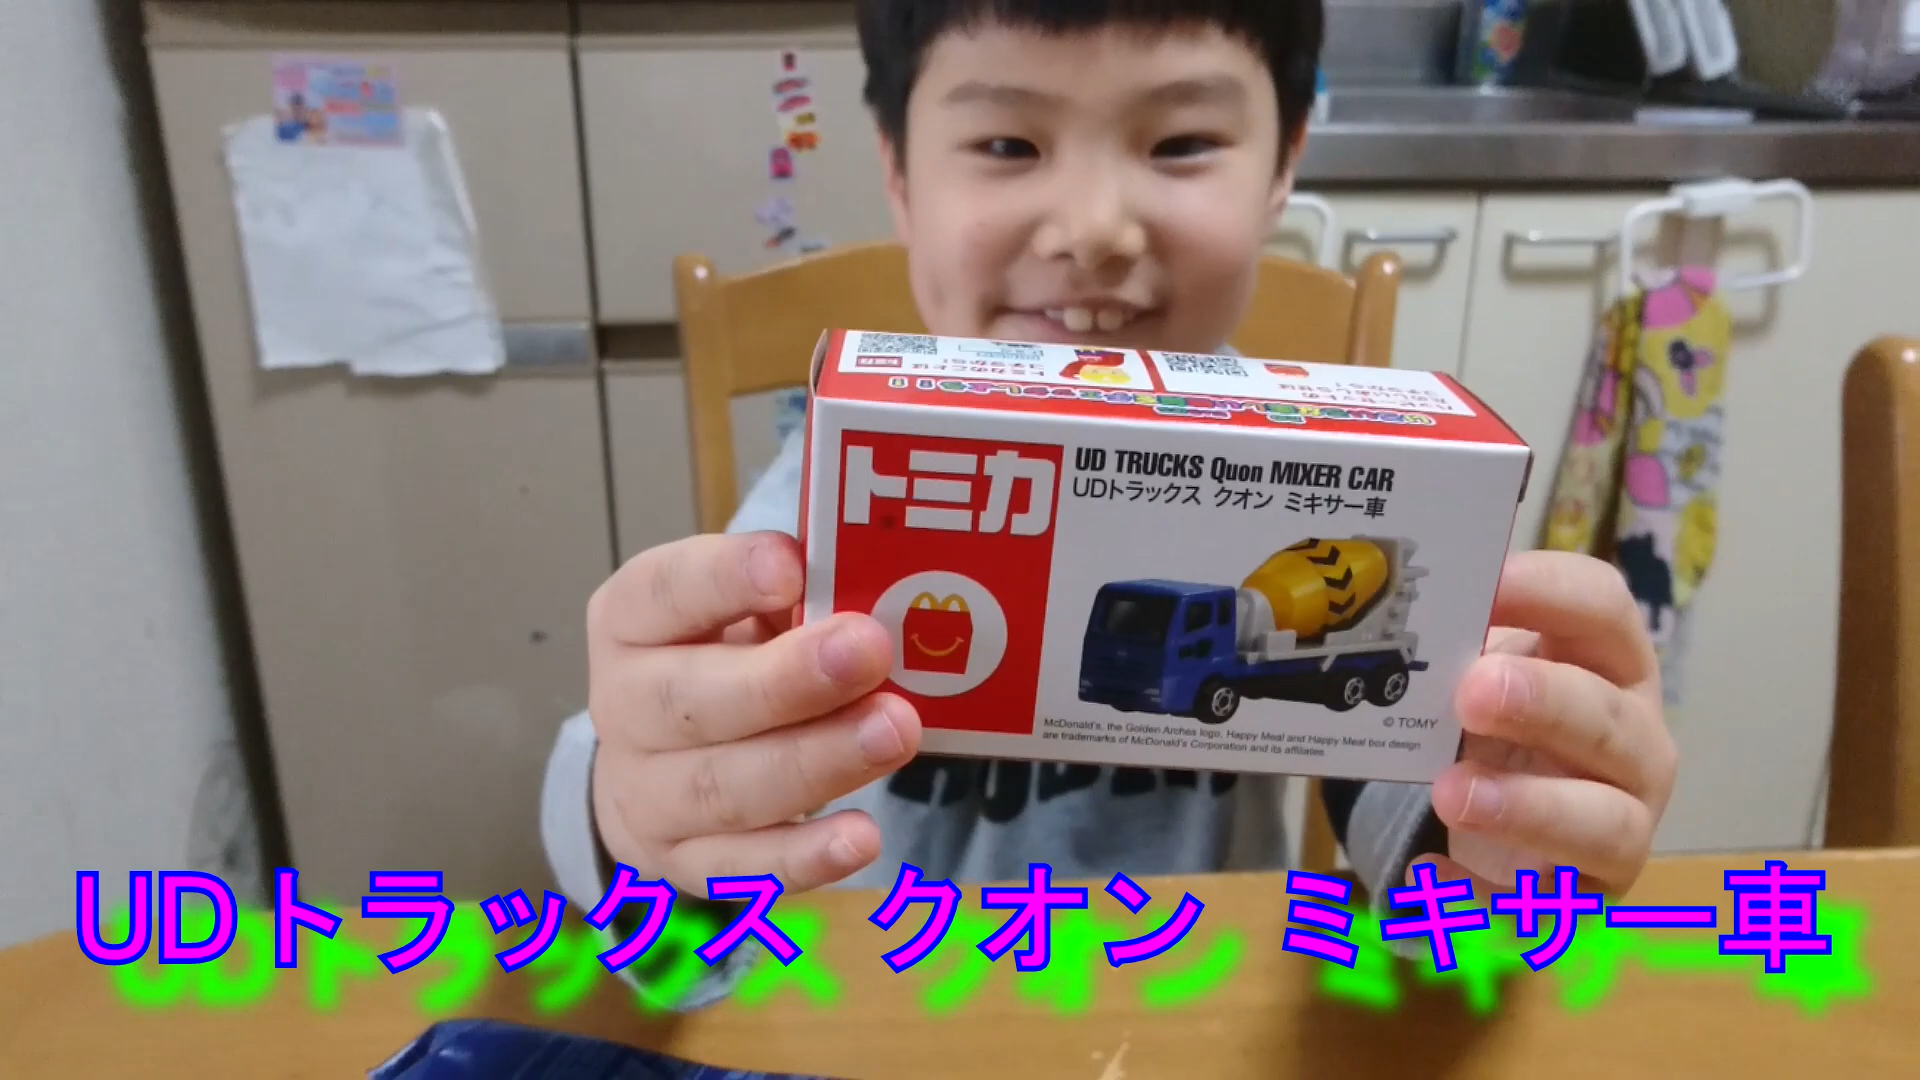 トミカ
UD TRUCKS Quon MIXER CAR
UDトラックス クオン ミキサー車
© TOMY
McDonald's, the Golden Arches logo, Happy Meal and Happy Meal box design
are trademarks of McDonald's Corporation and its affiliates.
UDトラックス クオン ミキサー車